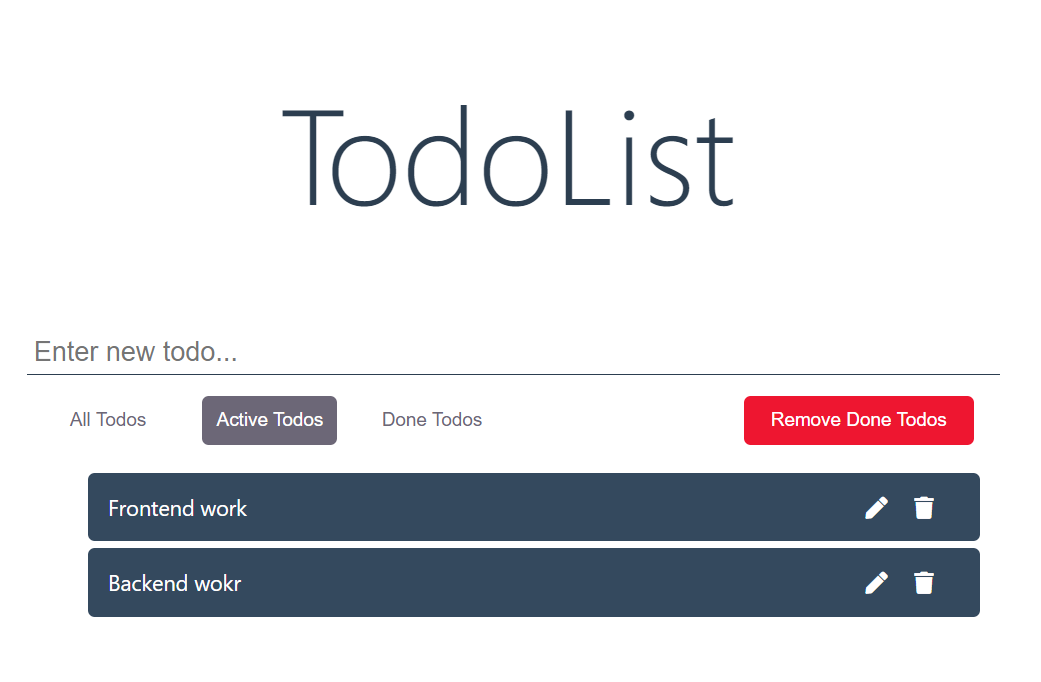 TodoList
Enter new todo...
All Todos Active Todos Done Todos Remove Done Todos
Frontend work
Backend wokr